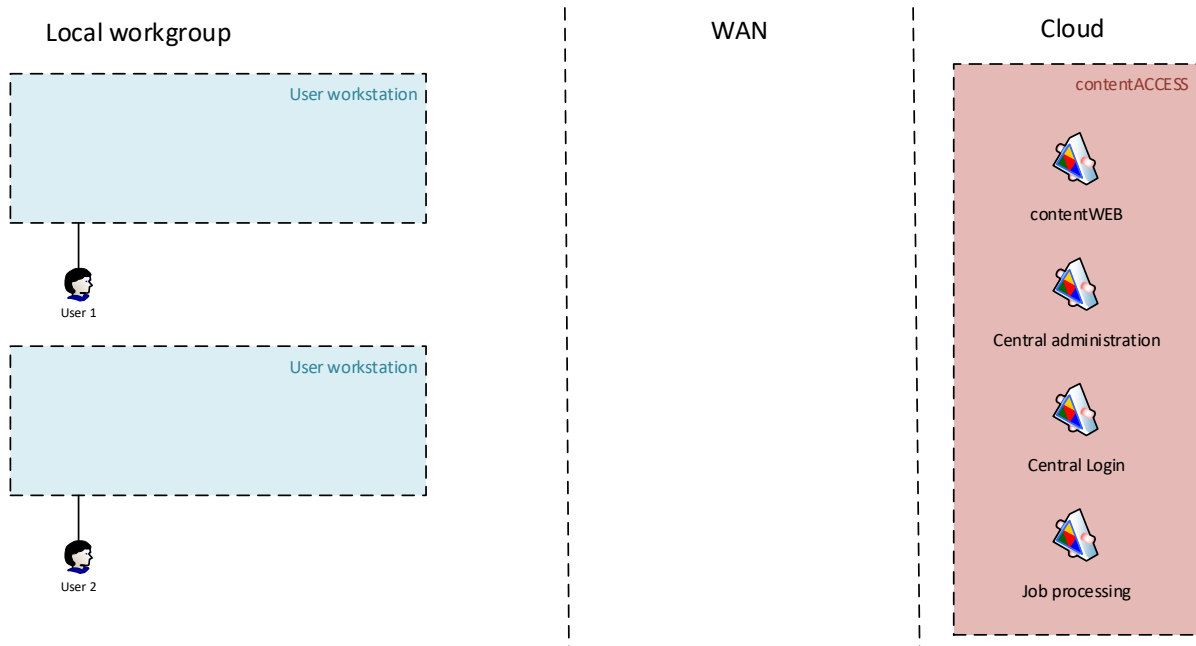 Local workgroup
WAN
Cloud
User workstation
User 1
User workstation
User 2
contentACCESS
contentWEB
Central administration
Central Login
Job processing